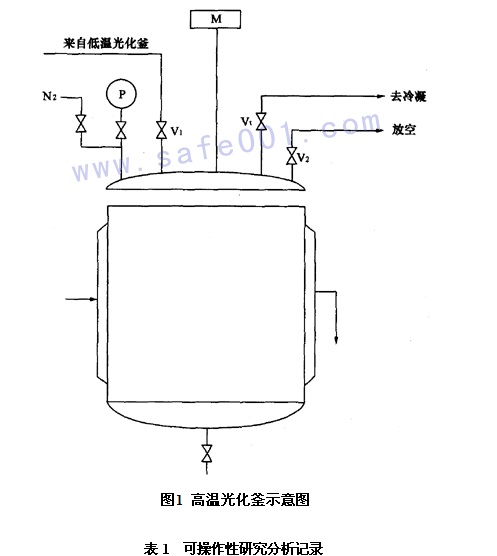 M
来自低温光化釜
N2
P
V1
Vt
去冷凝
V2
放空
www.safe001.com
图1 高温光化釜示意图
表1 可操作性研究分析记录